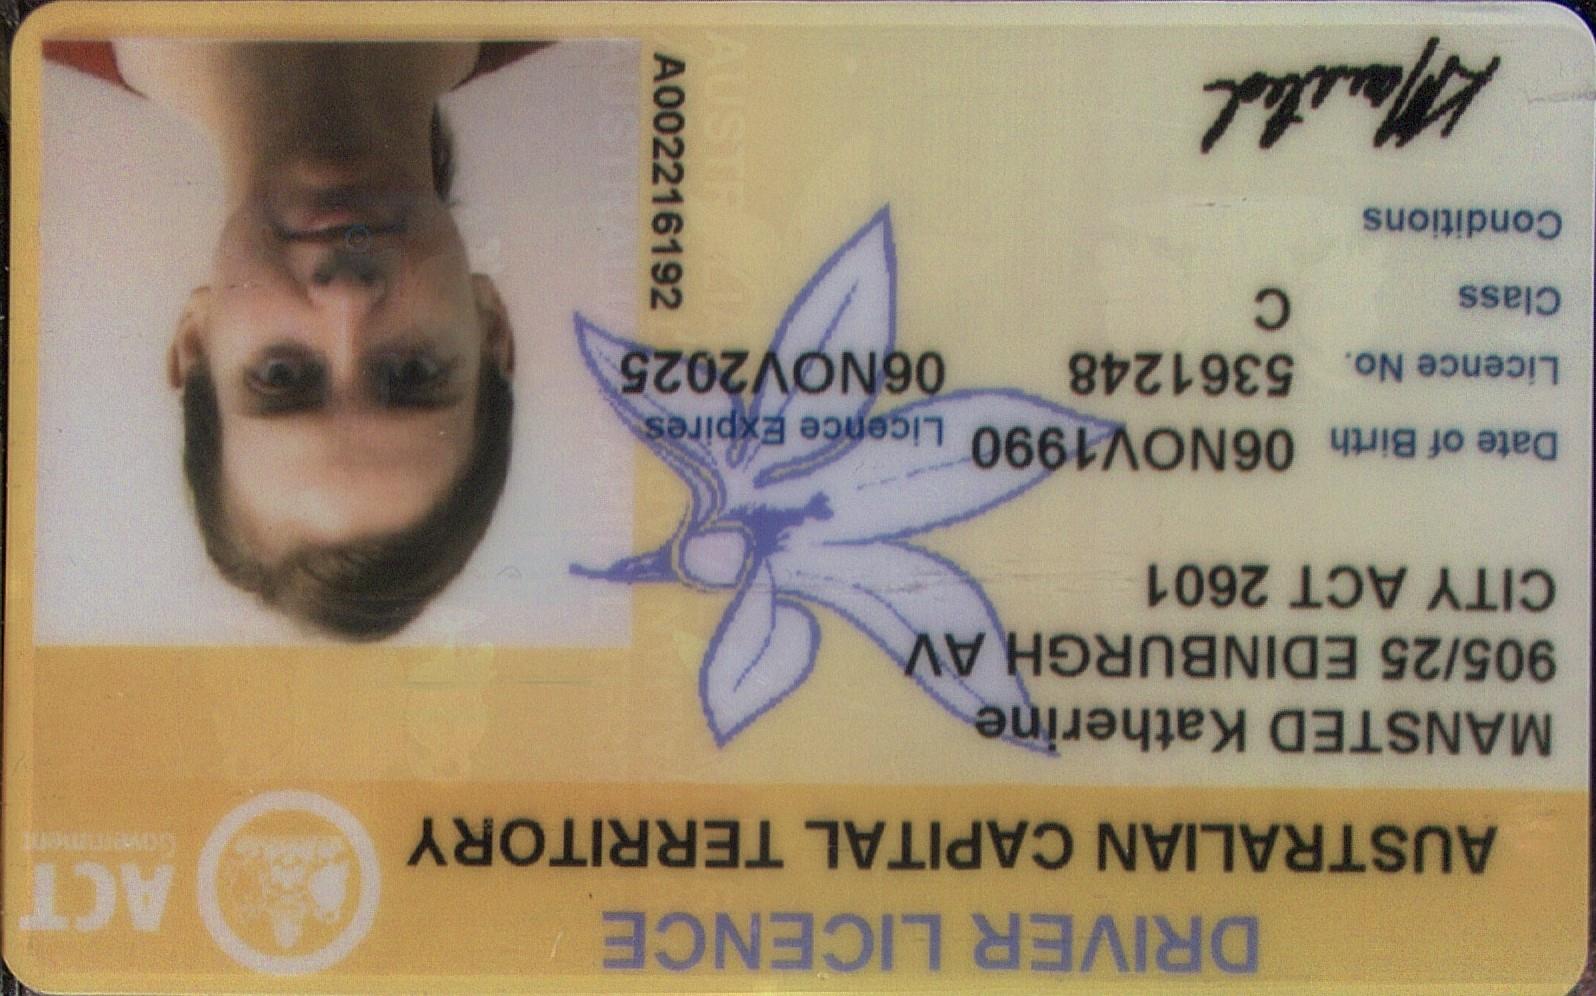 DRIVER LICENCE
AUSTRALIAN CAPITAL TERRITORY
ACT
Government
MANSTED Katherine
905/25 EDINBURGH AV
CITY ACT 2601
Date of Birth 06NOV1990
Licence Expires
Licence No. 5361248 06NOV2025
Class C
Conditions
A002216192
KMansted